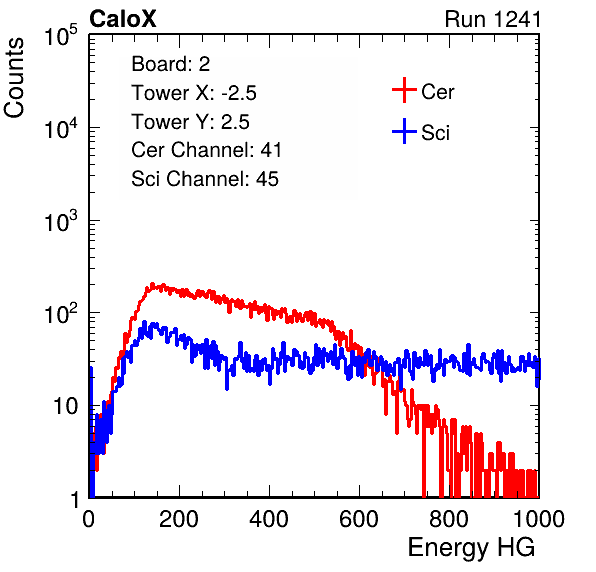 CaloX Run 1241
Counts
Board: 2
Tower X: -2.5
Tower Y: 2.5
Cer Channel: 41
Sci Channel: 45
Cer
Sci
10^5
10^4
10^3
10^2
10
1
0 200 400 600 800 1000
Energy HG